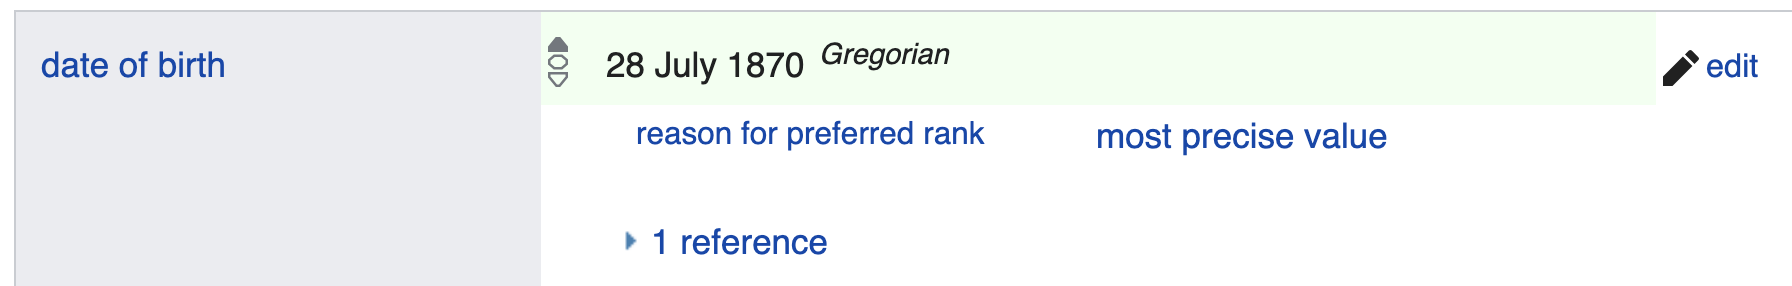 date of birth
28 July 1870 Gregorian
edit
reason for preferred rank
most precise value
1 reference